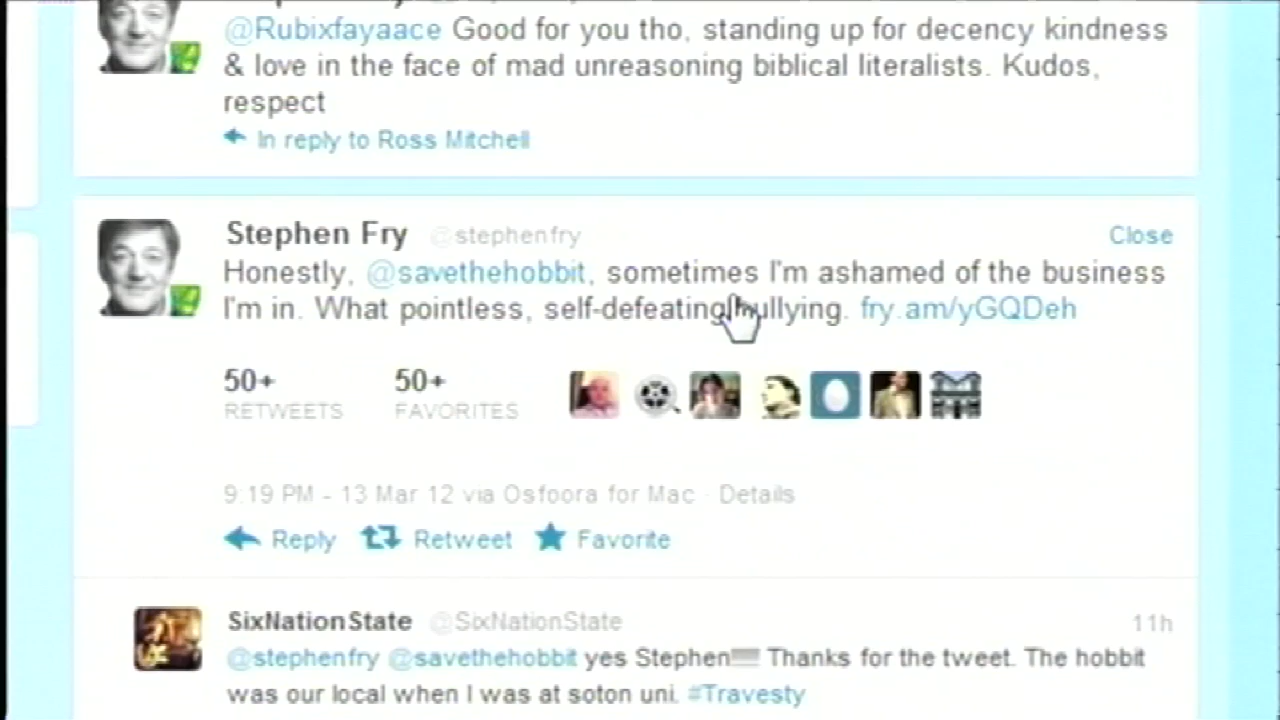 @Rubixfayaace Good for you tho, standing up for decency kindness
& love in the face of mad unreasoning biblical literalists. Kudos,
respect
In reply to Ross Mitchell
Stephen Fry @stephenfry Close
Honestly, @savethehobbit, sometimes I'm ashamed of the business
I'm in. What pointless, self-defeating bullying. fry.am/yGQDeh
50+ 50+
RETWEETS FAVORITES
9:19 PM - 13 Mar 12 via Osfoora for Mac · Details
Reply Retweet Favorite
SixNationState @SixNationState 11h
@stephenfry @savethehobbit yes Stephen!!!! Thanks for the tweet. The hobbit
was our local when I was at soton uni. #Travesty